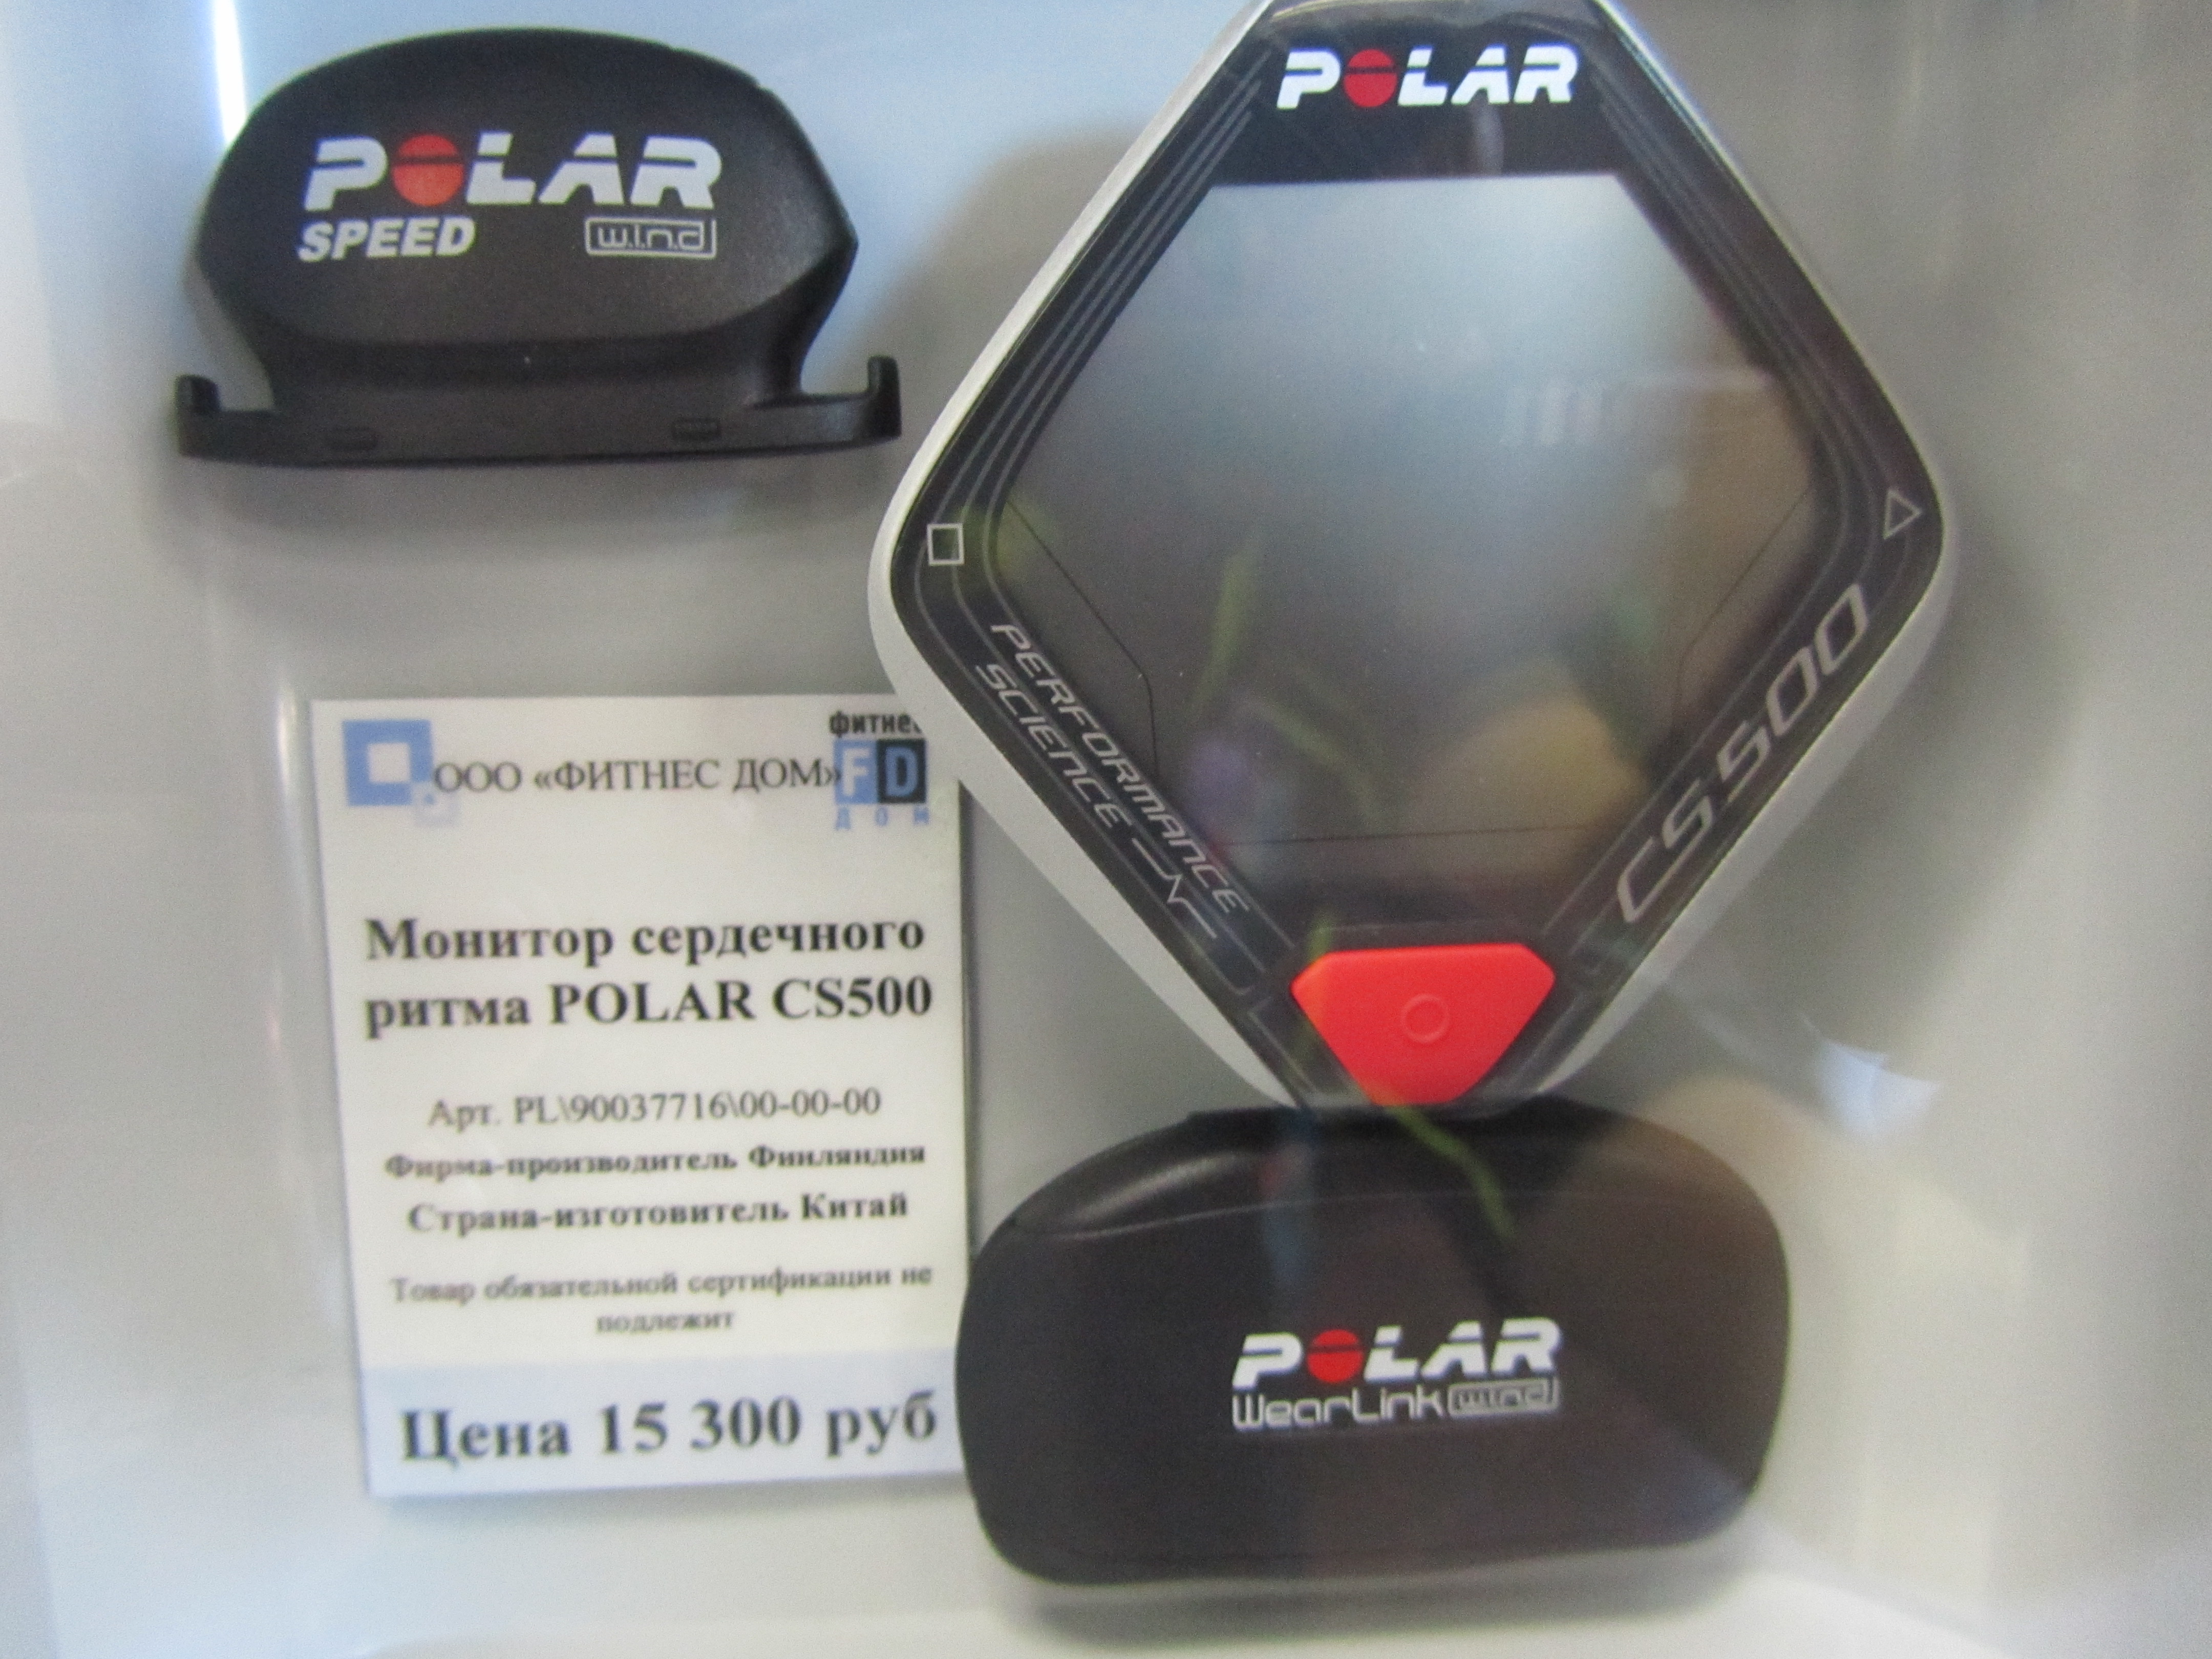 POLAR
SPEED w.i.n.d
POLAR
PERFORMANCE
SCIENCE
CS500
фитнес
ООО «ФИТНЕС ДОМ» FD
ДОМ
Монитор сердечного
ритма POLAR CS500
Арт. PL\90037716\00-00-00
Фирма-производитель Финляндия
Страна-изготовитель Китай
Товар обязательной сертификации не
подлежит
Цена 15 300 руб
POLAR
WearLink w.i.n.d